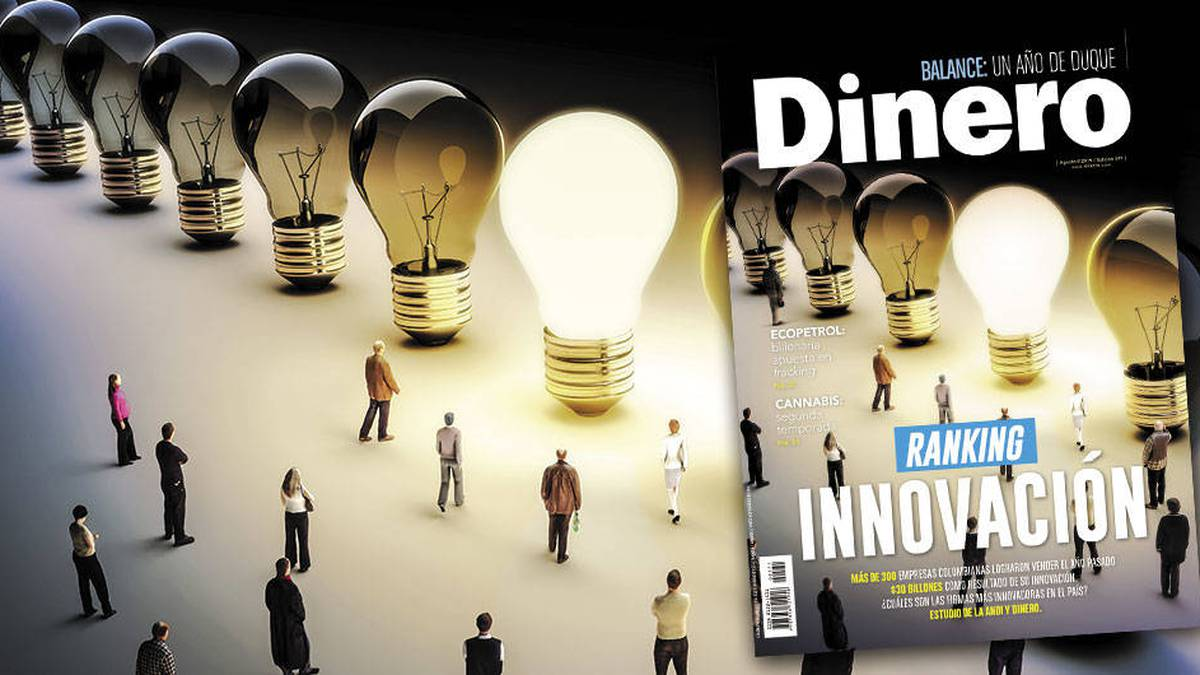 BALANCE: UN AÑO DE DUQUE
Dinero
ECOPETROL:
billonaria
apuesta en
fracking
CANNABIS:
segunda
temporada
RANKING
INNOVACIÓN
MÁS DE 300 EMPRESAS COLOMBIANAS LOGRARON VENDER EL AÑO PASADO
$30 BILLONES COMO RESULTADO DE SU INNOVACIÓN.
¿CUÁLES SON LAS FIRMAS MÁS INNOVADORAS EN EL PAÍS?
ESTUDIO DE LA ANDI Y DINERO.